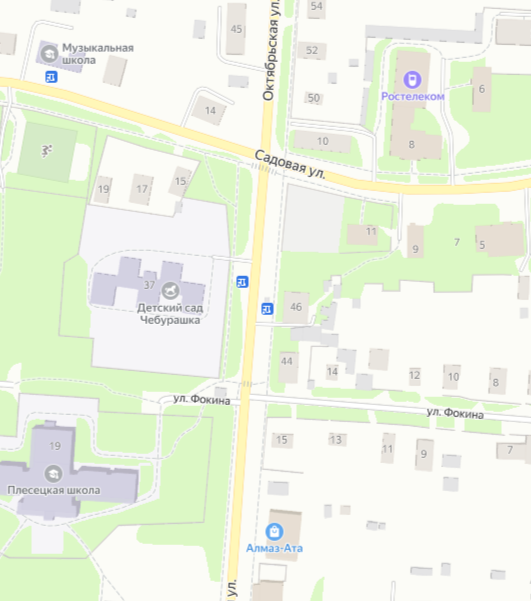 54
Октябрьская ул.
45
Музыкальная
школа
52
Ростелеком
6
50
14
10
8
Садовая ул.
19
17
15
11
9
7
5
37
Детский сад
Чебурашка
46
44
14
12
10
8
ул. Фокина
ул. Фокина
15
13
11
9
7
19
Плесецкая школа
Алмаз-Ата
ул.